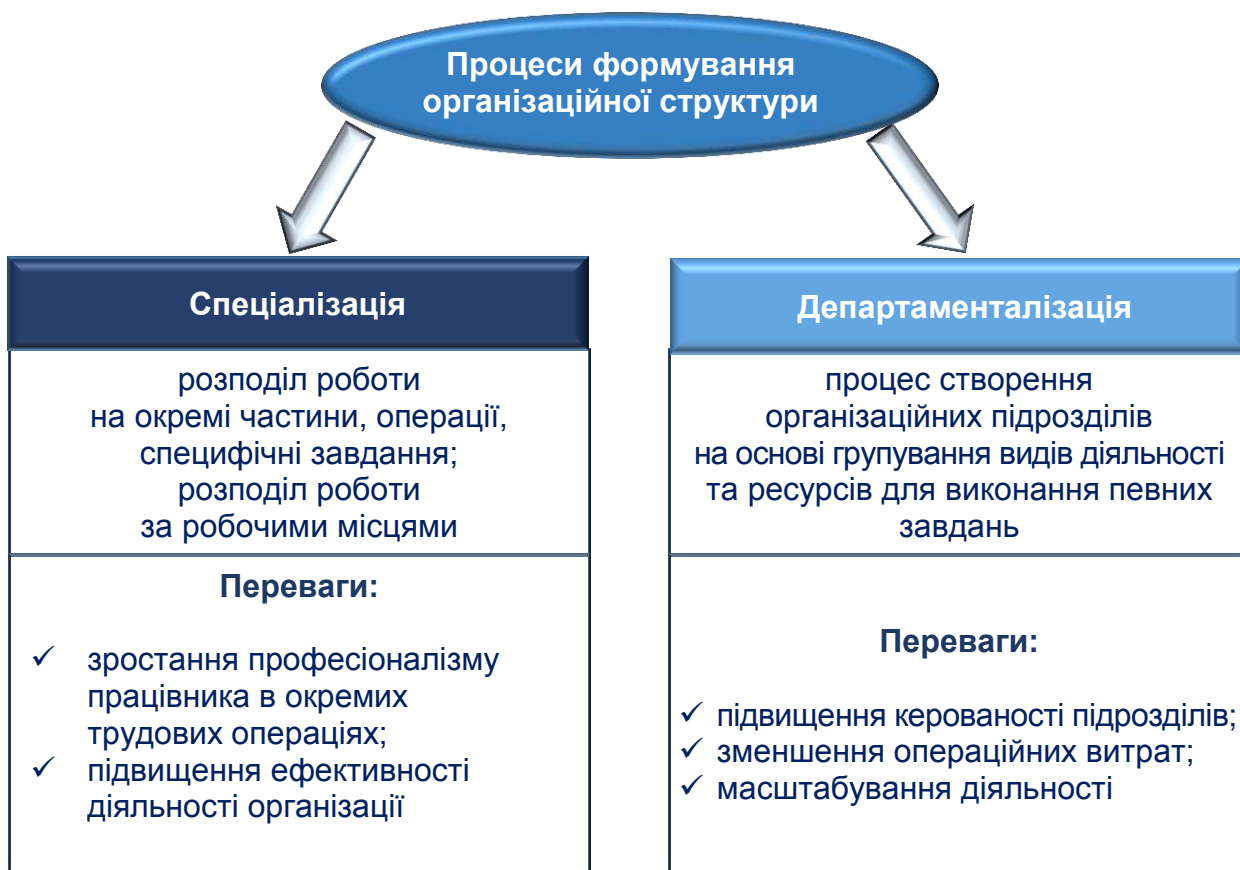 Процеси формування
організаційної структури
Спеціалізація
розподіл роботи
на окремі частини, операції,
специфічні завдання;
розподіл роботи
за робочими місцями
Переваги:
✓ зростання професіоналізму
працівника в окремих
трудових операціях;
✓ підвищення ефективності
діяльності організації
Департаменталізація
процес створення
організаційних підрозділів
на основі групування видів діяльності
та ресурсів для виконання певних
завдань
Переваги:
✓ підвищення керованості підрозділів;
✓ зменшення операційних витрат;
✓ масштабування діяльності